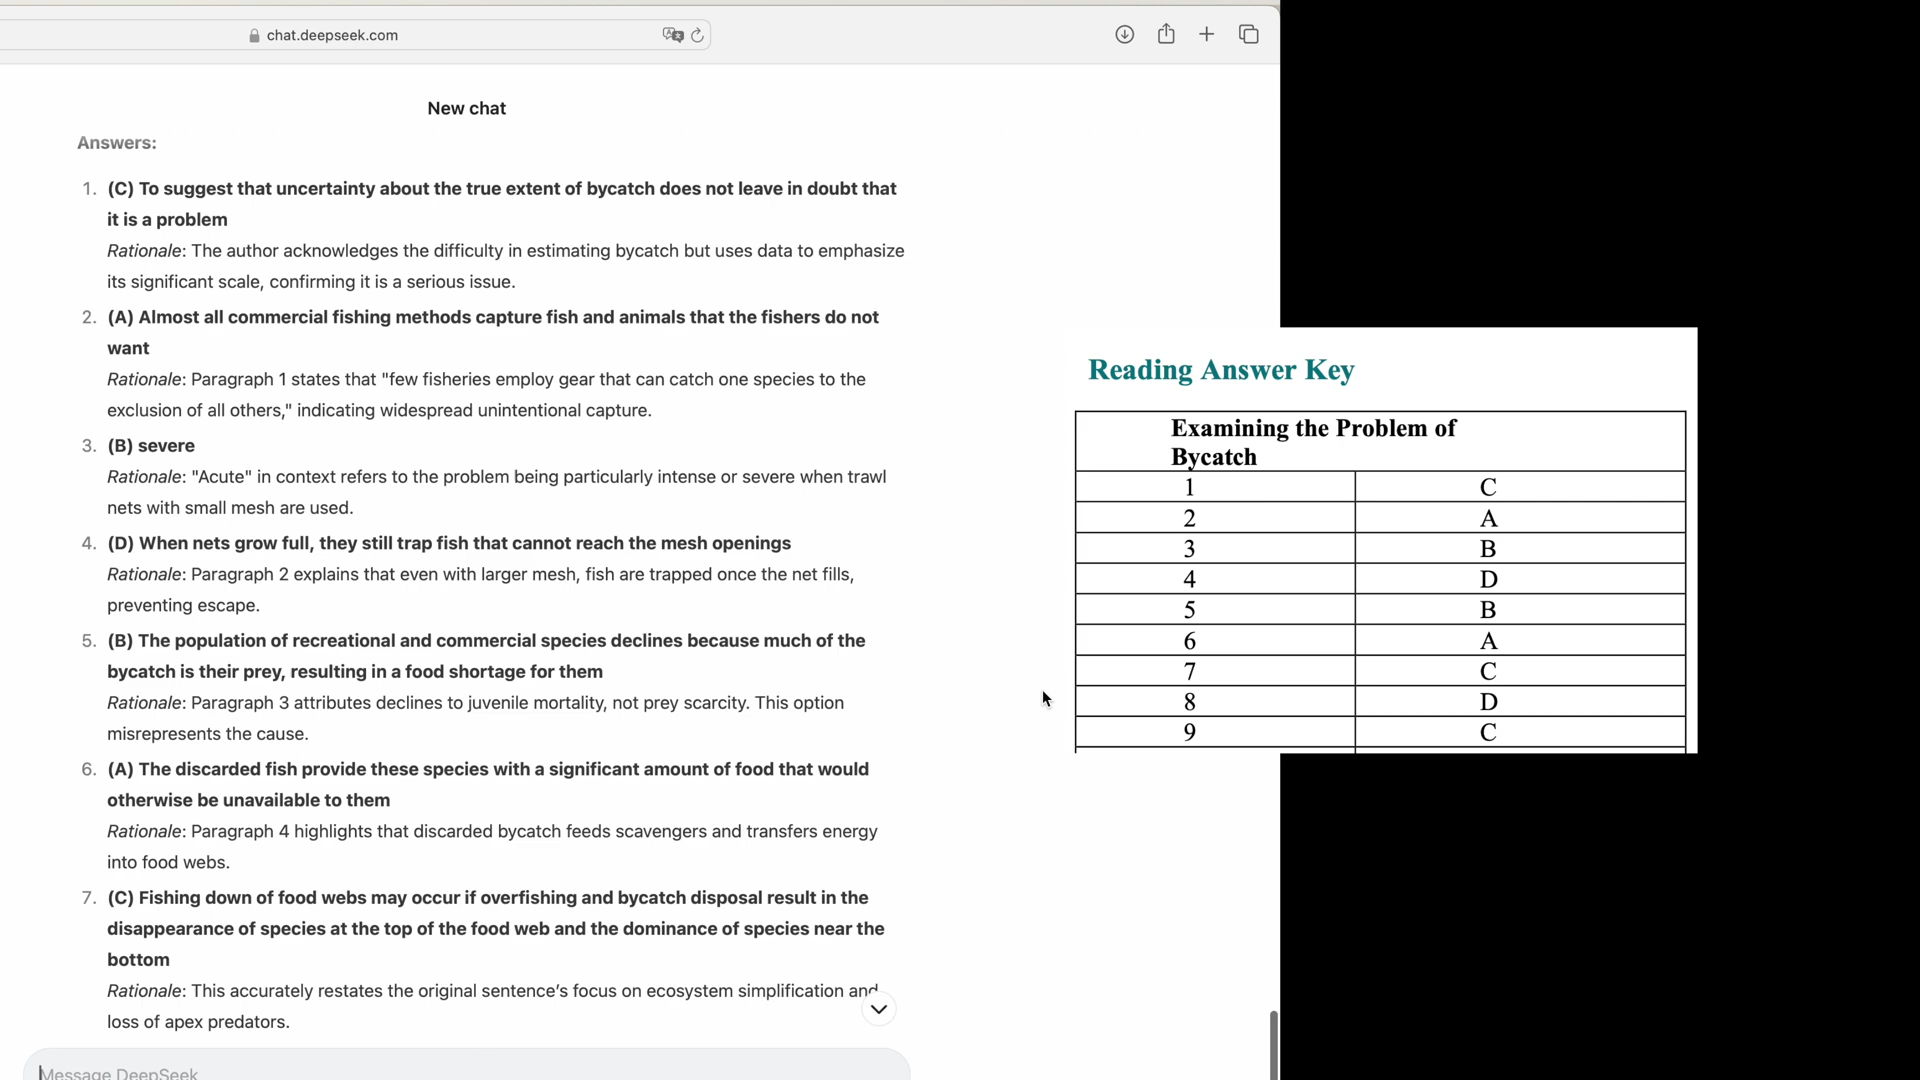 chat.deepseek.com
New chat
Answers:
1. (C) To suggest that uncertainty about the true extent of bycatch does not leave in doubt that
it is a problem
Rationale: The author acknowledges the difficulty in estimating bycatch but uses data to emphasize
its significant scale, confirming it is a serious issue.
2. (A) Almost all commercial fishing methods capture fish and animals that the fishers do not
want
Rationale: Paragraph 1 states that "few fisheries employ gear that can catch one species to the
exclusion of all others," indicating widespread unintentional capture.
3. (B) severe
Rationale: "Acute" in context refers to the problem being particularly intense or severe when trawl
nets with small mesh are used.
4. (D) When nets grow full, they still trap fish that cannot reach the mesh openings
Rationale: Paragraph 2 explains that even with larger mesh, fish are trapped once the net fills,
preventing escape.
5. (B) The population of recreational and commercial species declines because much of the
bycatch is their prey, resulting in a food shortage for them
Rationale: Paragraph 3 attributes declines to juvenile mortality, not prey scarcity. This option
misrepresents the cause.
6. (A) The discarded fish provide these species with a significant amount of food that would
otherwise be unavailable to them
Rationale: Paragraph 4 highlights that discarded bycatch feeds scavengers and transfers energy
into food webs.
7. (C) Fishing down of food webs may occur if overfishing and bycatch disposal result in the
disappearance of species at the top of the food web and the dominance of species near the
bottom
Rationale: This accurately restates the original sentence's focus on ecosystem simplification and
loss of apex predators.
Message DeepSeek
Reading Answer Key
Examining the Problem of
Bycatch
1 C
2 A
3 B
4 D
5 B
6 A
7 C
8 D
9 C